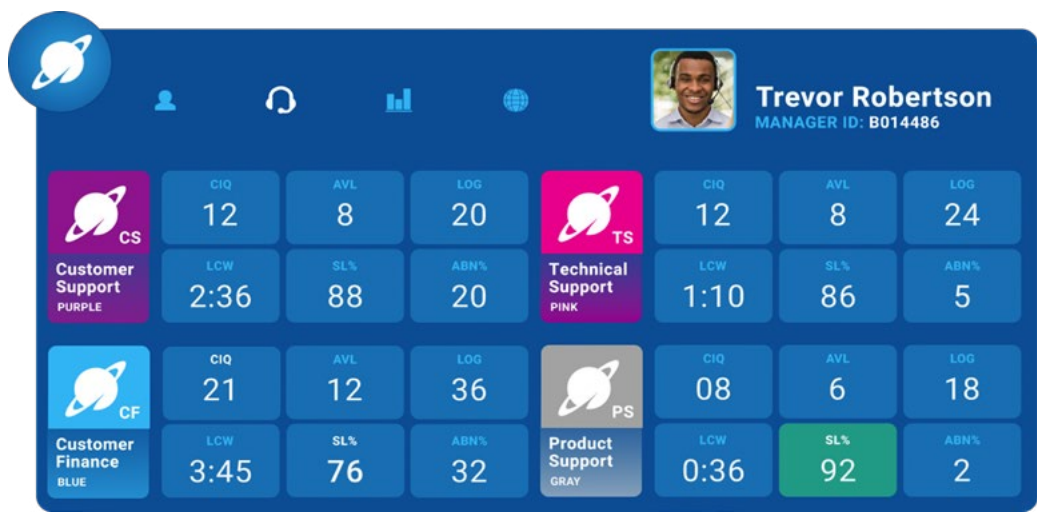 Trevor Robertson
MANAGER ID: B014486
CS
Customer
Support
PURPLE
CIQ
12
AVL
8
LOG
20
LCW
2:36
SL%
88
ABN%
20
TS
Technical
Support
PINK
CIQ
12
AVL
8
LOG
24
LCW
1:10
SL%
86
ABN%
5
CF
Customer
Finance
BLUE
CIQ
21
AVL
12
LOG
36
LCW
3:45
SL%
76
ABN%
32
PS
Product
Support
GRAY
CIQ
08
AVL
6
LOG
18
LCW
0:36
SL%
92
ABN%
2